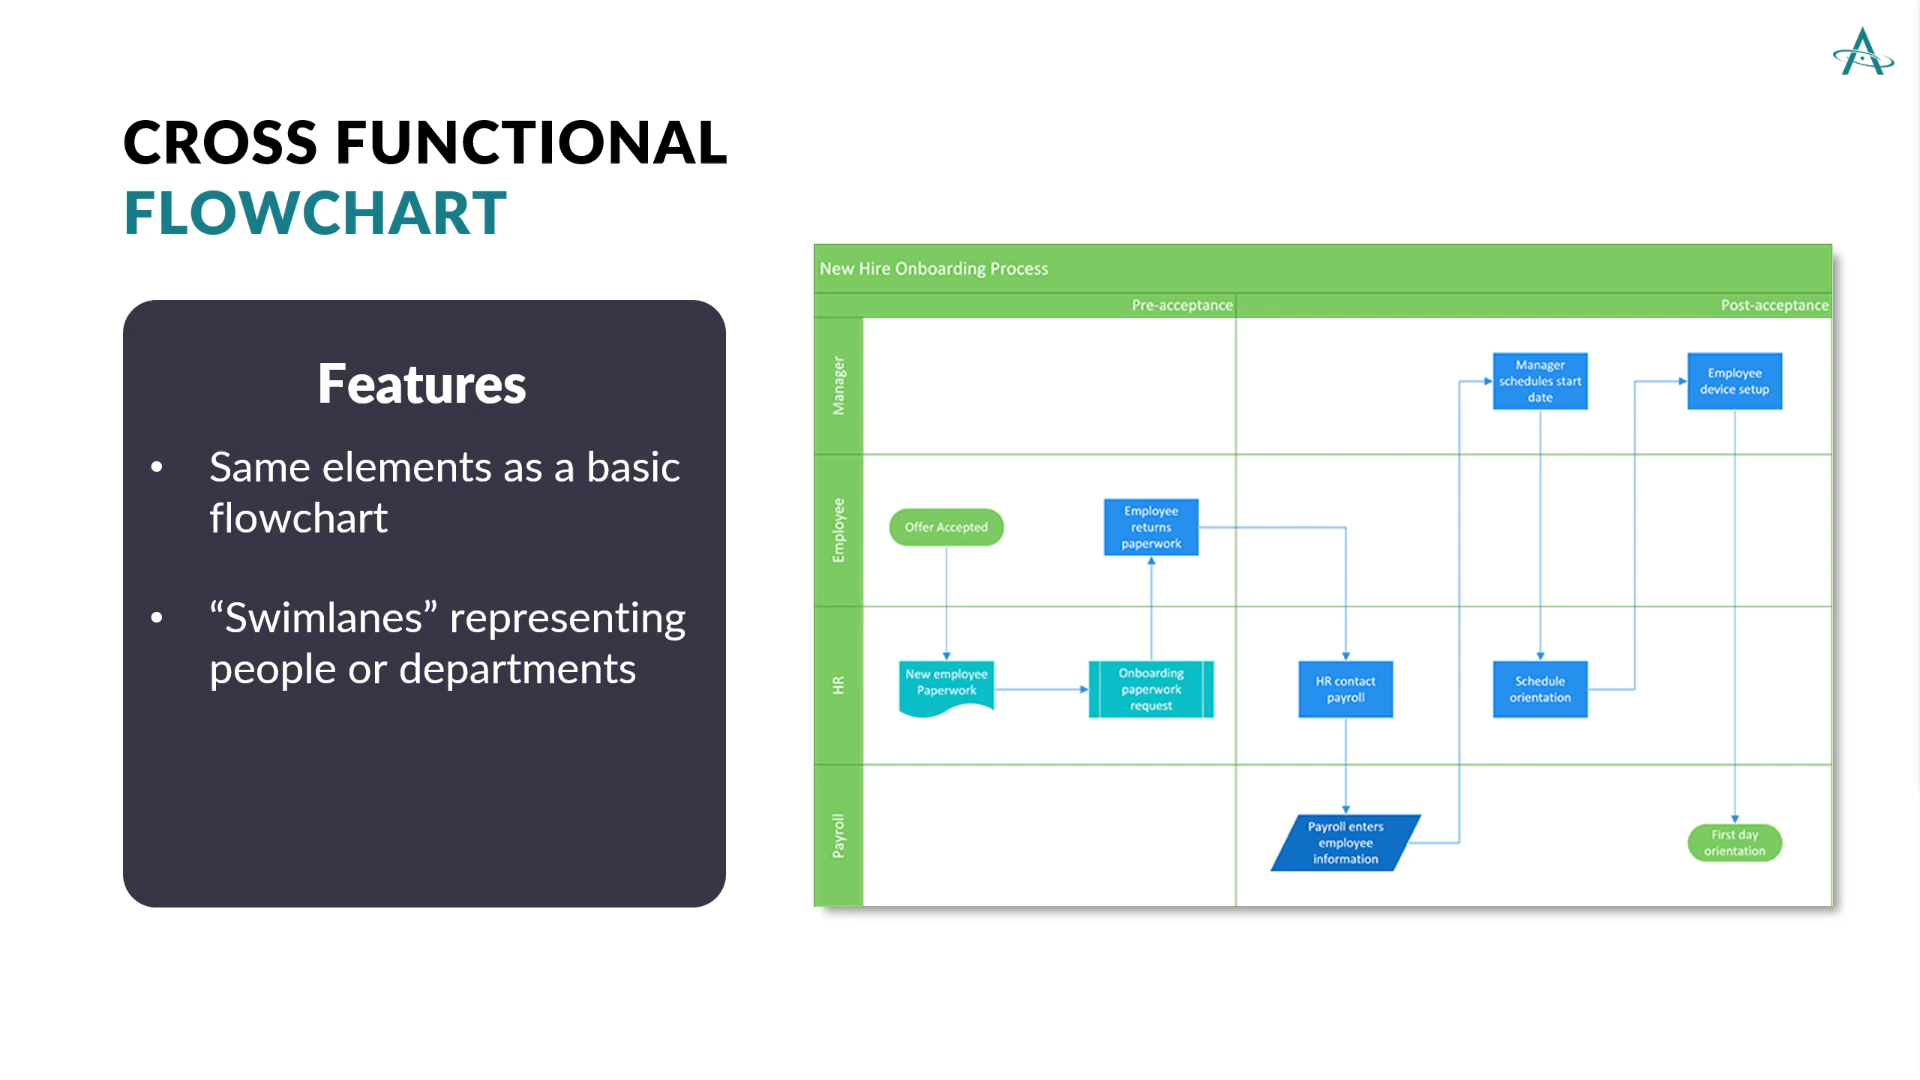 CROSS FUNCTIONAL
FLOWCHART
Features
• Same elements as a basic
flowchart
• “Swimlanes” representing
people or departments
New Hire Onboarding Process
Pre-acceptance
Post-acceptance
Manager
Manager
schedules start
date
Employee
device setup
Employee
Offer Accepted
Employee
returns
paperwork
HR
New employee
Paperwork
Onboarding
paperwork
request
HR contact
payroll
Schedule
orientation
Payroll
Payroll enters
employee
information
First day
orientation